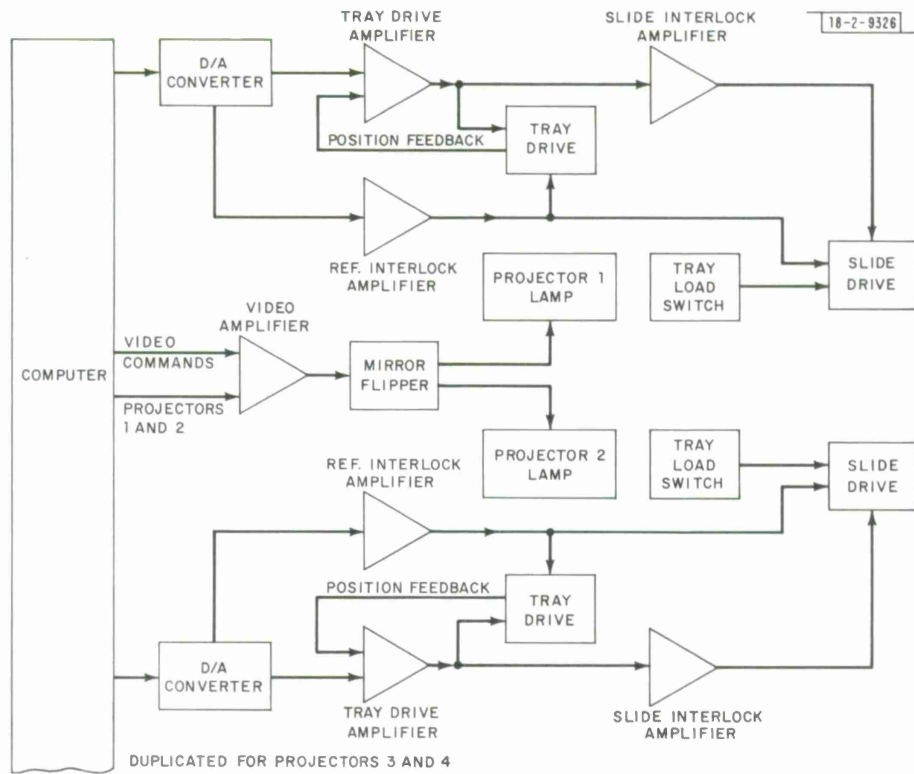 18-2-9326
TRAY DRIVE
AMPLIFIER
SLIDE INTERLOCK
AMPLIFIER
D/A
CONVERTER
POSITION FEEDBACK
TRAY
DRIVE
REF. INTERLOCK
AMPLIFIER
PROJECTOR 1
LAMP
TRAY
LOAD
SWITCH
SLIDE
DRIVE
VIDEO
AMPLIFIER
COMPUTER
VIDEO
COMMANDS
PROJECTORS
1 AND 2
MIRROR
FLIPPER
PROJECTOR 2
LAMP
TRAY
LOAD
SWITCH
SLIDE
DRIVE
REF. INTERLOCK
AMPLIFIER
POSITION FEEDBACK
TRAY
DRIVE
D/A
CONVERTER
TRAY DRIVE
AMPLIFIER
SLIDE INTERLOCK
AMPLIFIER
DUPLICATED FOR PROJECTORS 3 AND 4